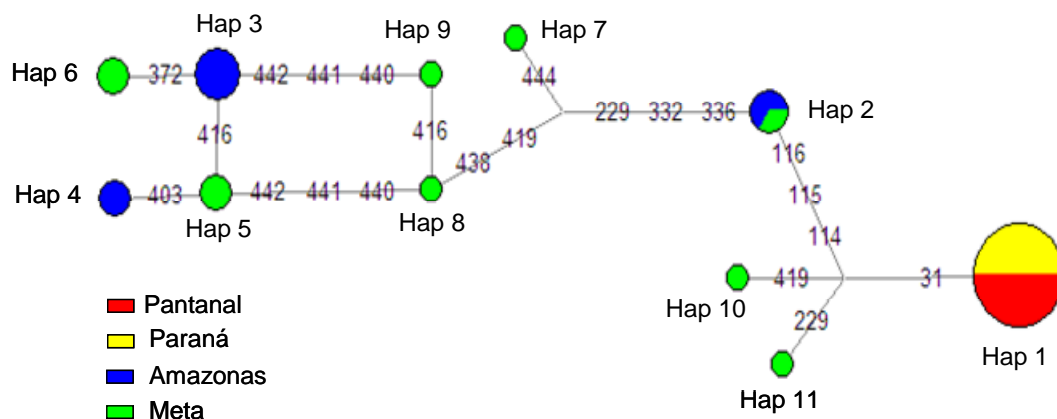 Hap 3
Hap 9
Hap 7
Hap 6
372
442 441 440
444
416
416
229 332 336
Hap 2
419
438
116
Hap 4
403
442 441 440
Hap 5
Hap 8
115
114
419
31
Hap 10
229
Hap 1
Hap 11
Pantanal
Paraná
Amazonas
Meta